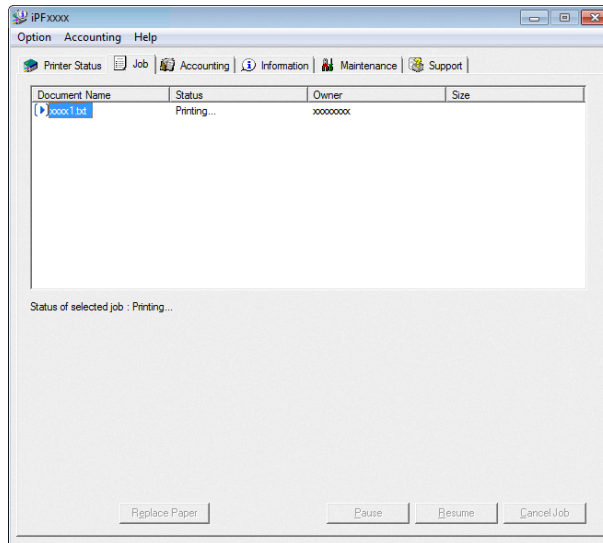 iPFxxxx
Option Accounting Help
Printer Status Job Accounting Information Maintenance Support
Document Name Status Owner Size
xxxx1.txt Printing... xxxxxxxx
Status of selected job : Printing...
Replace Paper Pause Resume Cancel Job